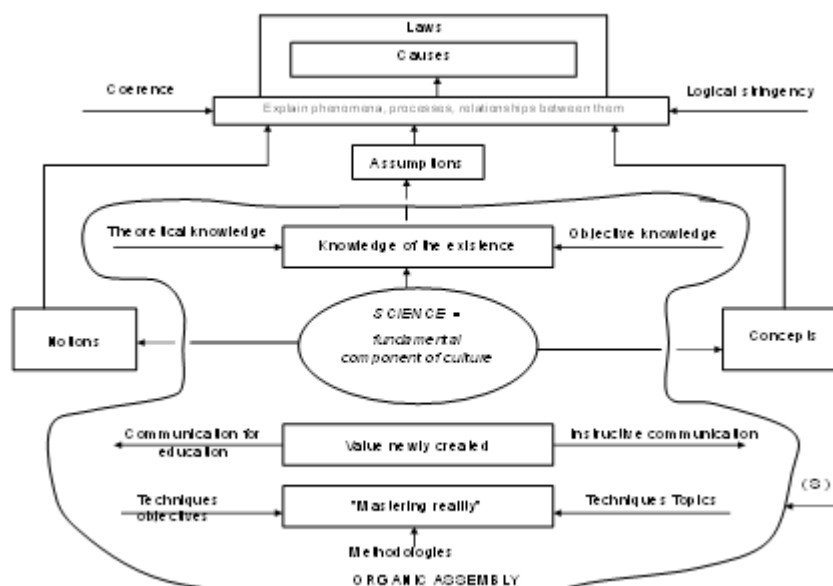 Laws
Causes
Coerence
Logical stringency
Explain phenomena, processes, relationships between them
Assumptions
Theoretical knowledge
Objective knowledge
Knowledge of the existence
SCIENCE =
fundamental
component of culture
Notions
Concepts
Communication for
education
Value newly created
Instructive communication
(S)
Techniques
objectives
"Mastering reality"
Techniques Topics
Methodologies
ORGANIC ASSEMBLY